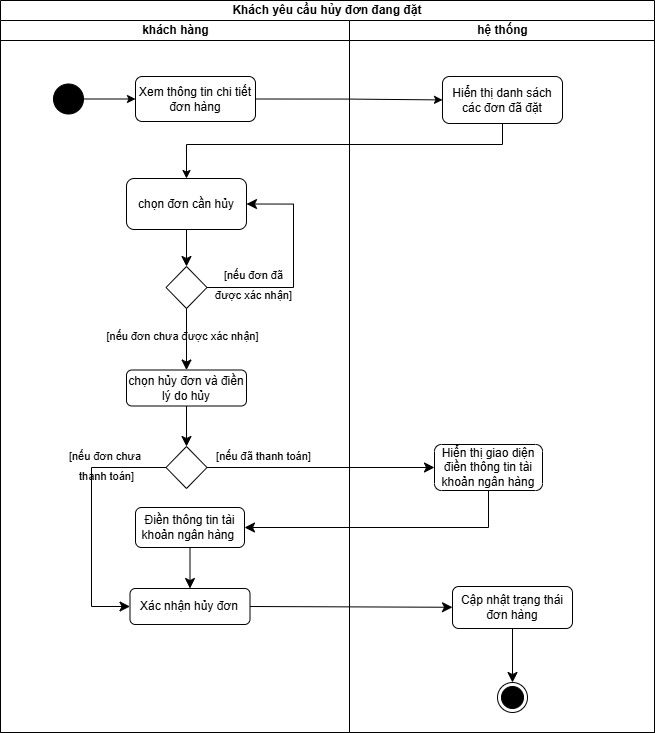 Khách yêu cầu hủy đơn đang đặt
khách hàng
hệ thống
Xem thông tin chi tiết
đơn hàng
Hiển thị danh sách
các đơn đã đặt
chọn đơn cần hủy
[nếu đơn đã
được xác nhận]
[nếu đơn chưa được xác nhận]
chọn hủy đơn và điền
lý do hủy
[nếu đơn chưa
thanh toán]
[nếu đã thanh toán]
Hiển thị giao diện
điền thông tin tài
khoản ngân hàng
Điền thông tin tài
khoản ngân hàng
Xác nhận hủy đơn
Cập nhật trạng thái
đơn hàng